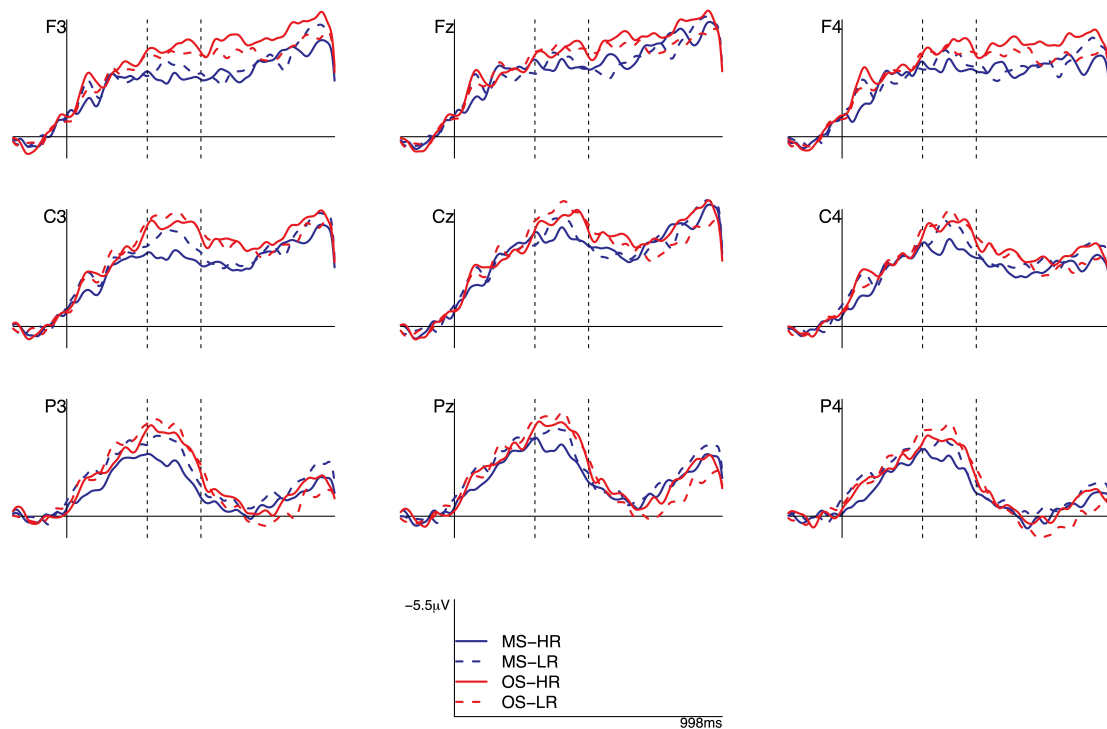 F3
Fz
F4
C3
Cz
C4
P3
Pz
P4
−5.5μV
MS−HR
MS−LR
OS−HR
OS−LR
998ms